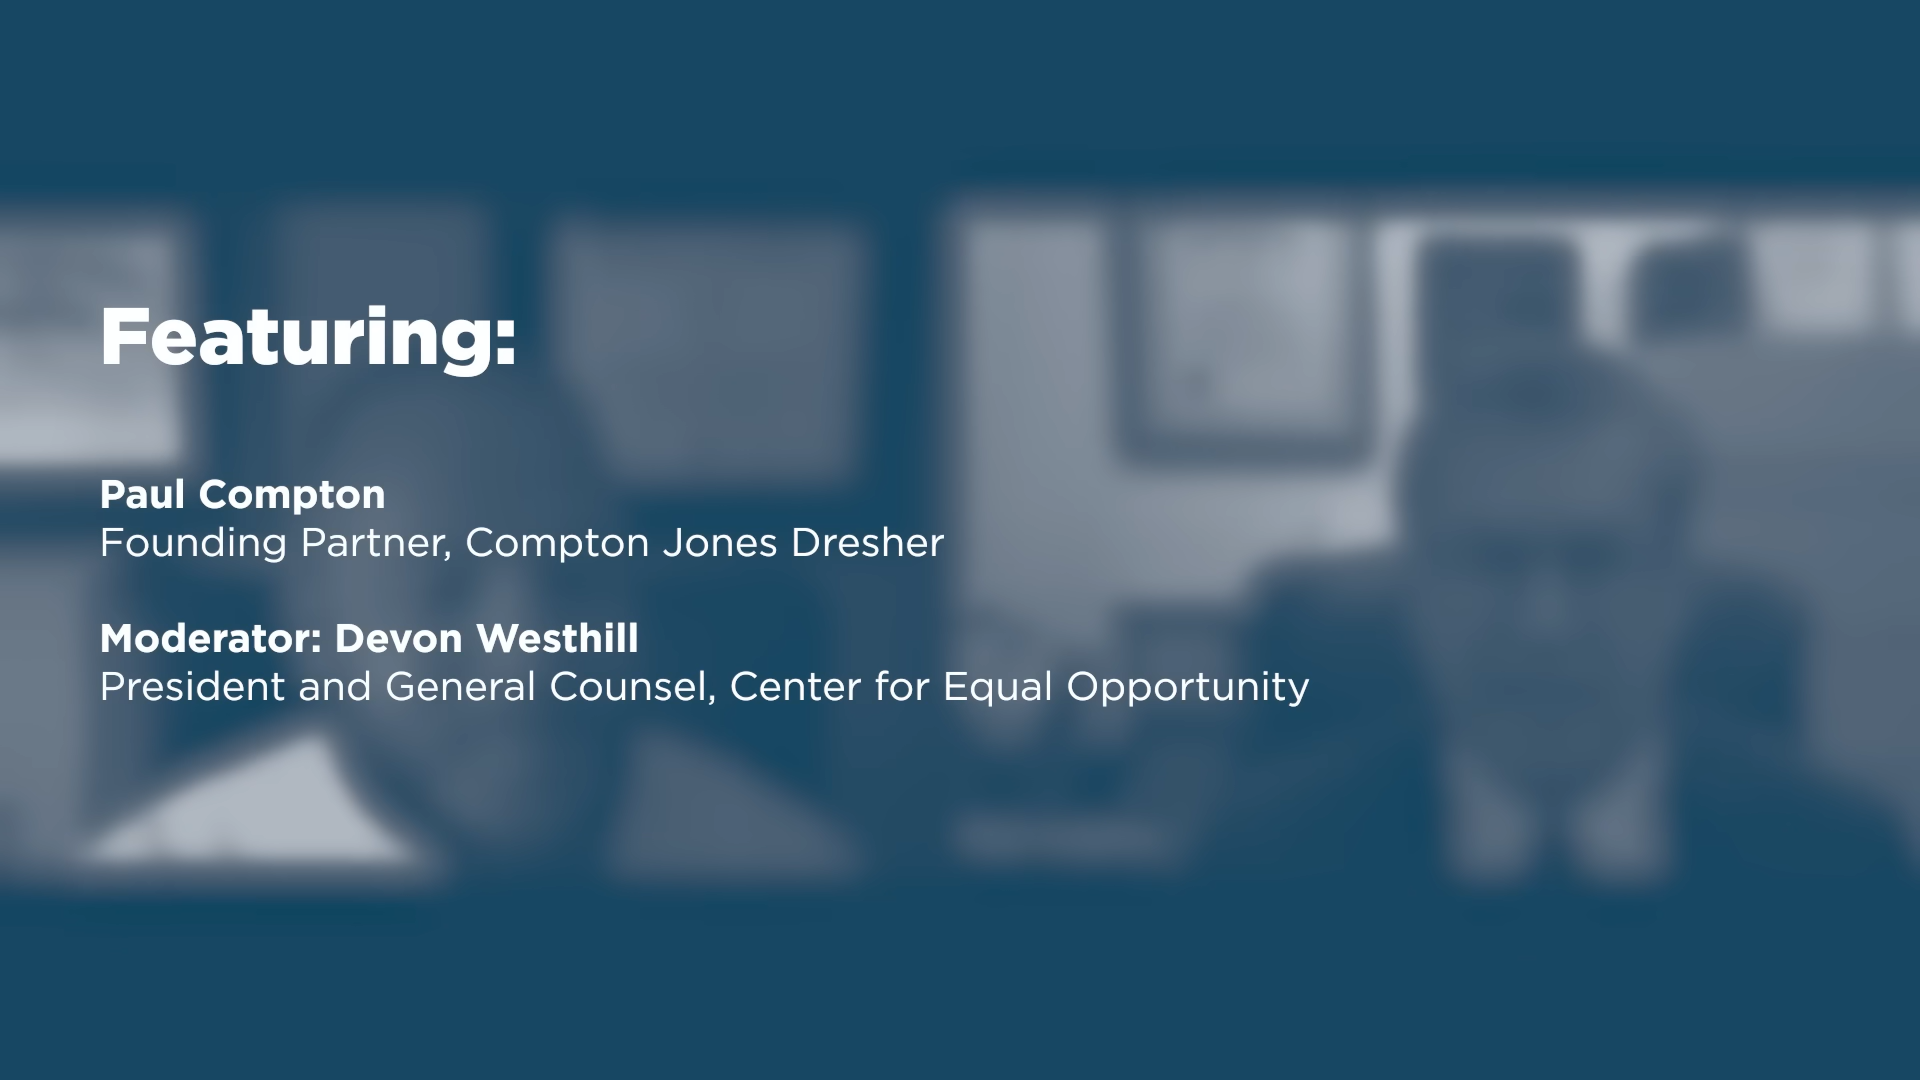 Featuring:
Paul Compton
Founding Partner, Compton Jones Dresher
Moderator: Devon Westhill
President and General Counsel, Center for Equal Opportunity